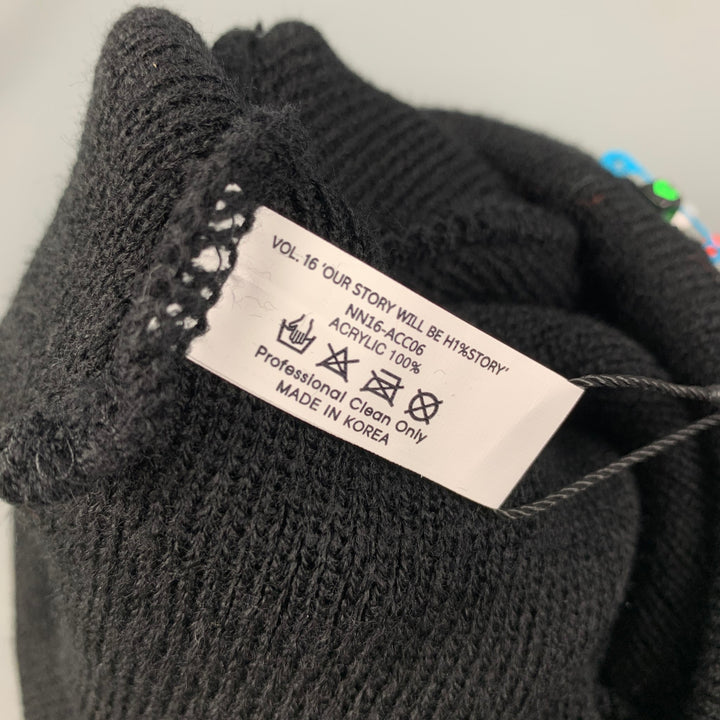 VOL. 16 'OUR STORY WILL BE H1%STORY'
NN16-ACC06
ACRYLIC 100%
Professional Clean Only
MADE IN KOREA